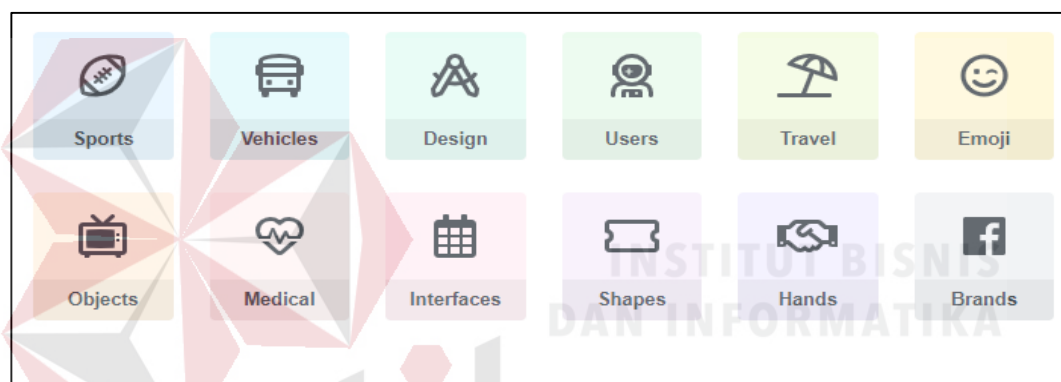 Sports Vehicles Design Users Travel Emoji
Objects Medical Interfaces Shapes Hands Brands
INSTITUT BISNIS
DAN INFORMATIKA